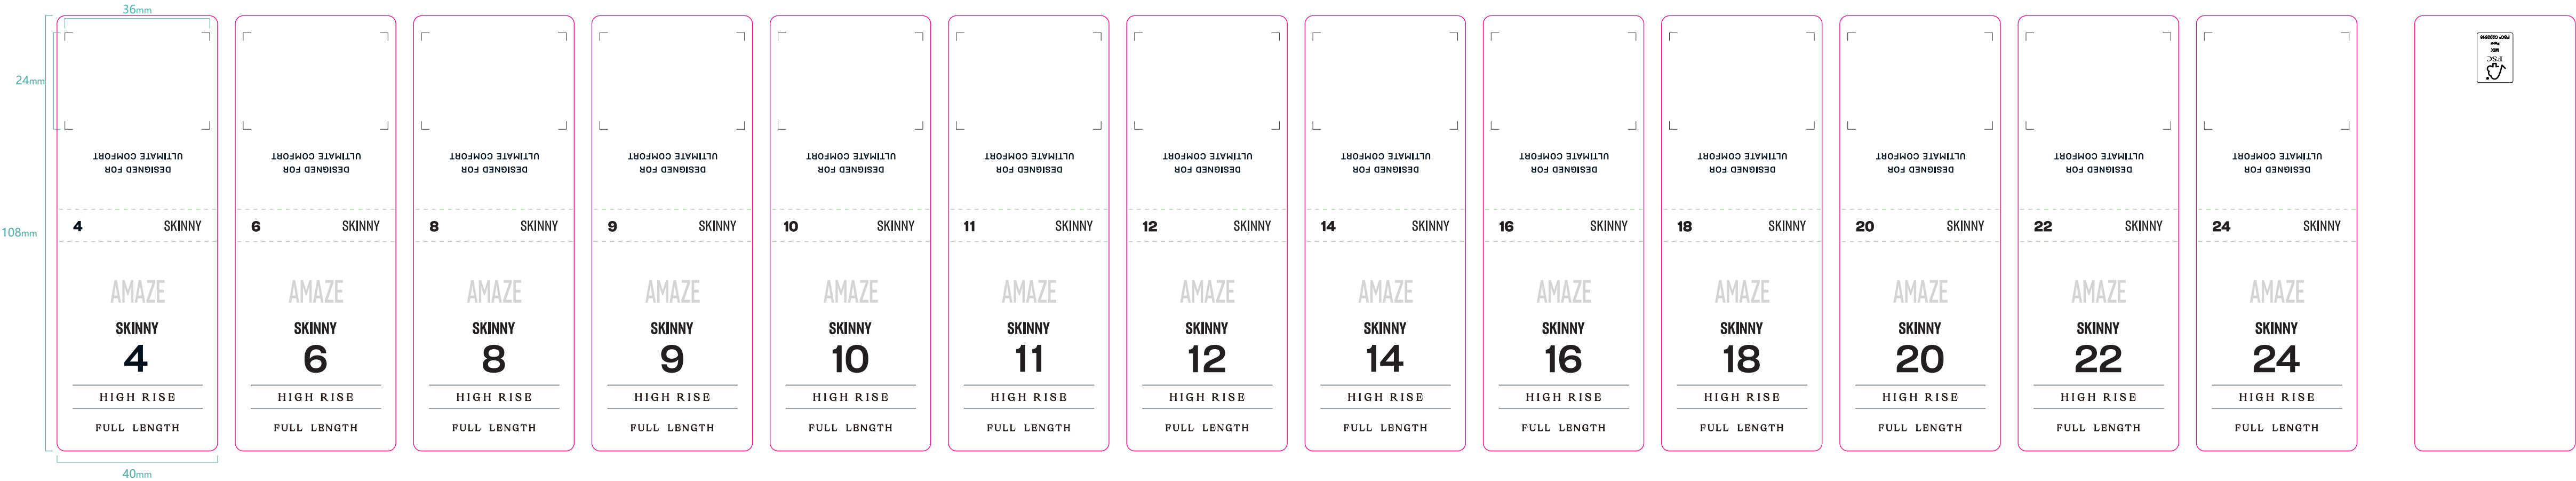 36mm
24mm
108mm
40mm
DESIGNED FOR
ULTIMATE COMFORT
4 SKINNY
AMAZE
SKINNY
4
HIGH RISE
FULL LENGTH
DESIGNED FOR
ULTIMATE COMFORT
6 SKINNY
AMAZE
SKINNY
6
HIGH RISE
FULL LENGTH
DESIGNED FOR
ULTIMATE COMFORT
8 SKINNY
AMAZE
SKINNY
8
HIGH RISE
FULL LENGTH
DESIGNED FOR
ULTIMATE COMFORT
9 SKINNY
AMAZE
SKINNY
9
HIGH RISE
FULL LENGTH
DESIGNED FOR
ULTIMATE COMFORT
10 SKINNY
AMAZE
SKINNY
10
HIGH RISE
FULL LENGTH
DESIGNED FOR
ULTIMATE COMFORT
11 SKINNY
AMAZE
SKINNY
11
HIGH RISE
FULL LENGTH
DESIGNED FOR
ULTIMATE COMFORT
12 SKINNY
AMAZE
SKINNY
12
HIGH RISE
FULL LENGTH
DESIGNED FOR
ULTIMATE COMFORT
14 SKINNY
AMAZE
SKINNY
14
HIGH RISE
FULL LENGTH
DESIGNED FOR
ULTIMATE COMFORT
16 SKINNY
AMAZE
SKINNY
16
HIGH RISE
FULL LENGTH
DESIGNED FOR
ULTIMATE COMFORT
18 SKINNY
AMAZE
SKINNY
18
HIGH RISE
FULL LENGTH
DESIGNED FOR
ULTIMATE COMFORT
20 SKINNY
AMAZE
SKINNY
20
HIGH RISE
FULL LENGTH
DESIGNED FOR
ULTIMATE COMFORT
22 SKINNY
AMAZE
SKINNY
22
HIGH RISE
FULL LENGTH
DESIGNED FOR
ULTIMATE COMFORT
24 SKINNY
AMAZE
SKINNY
24
HIGH RISE
FULL LENGTH
FSC
MIX
Paper